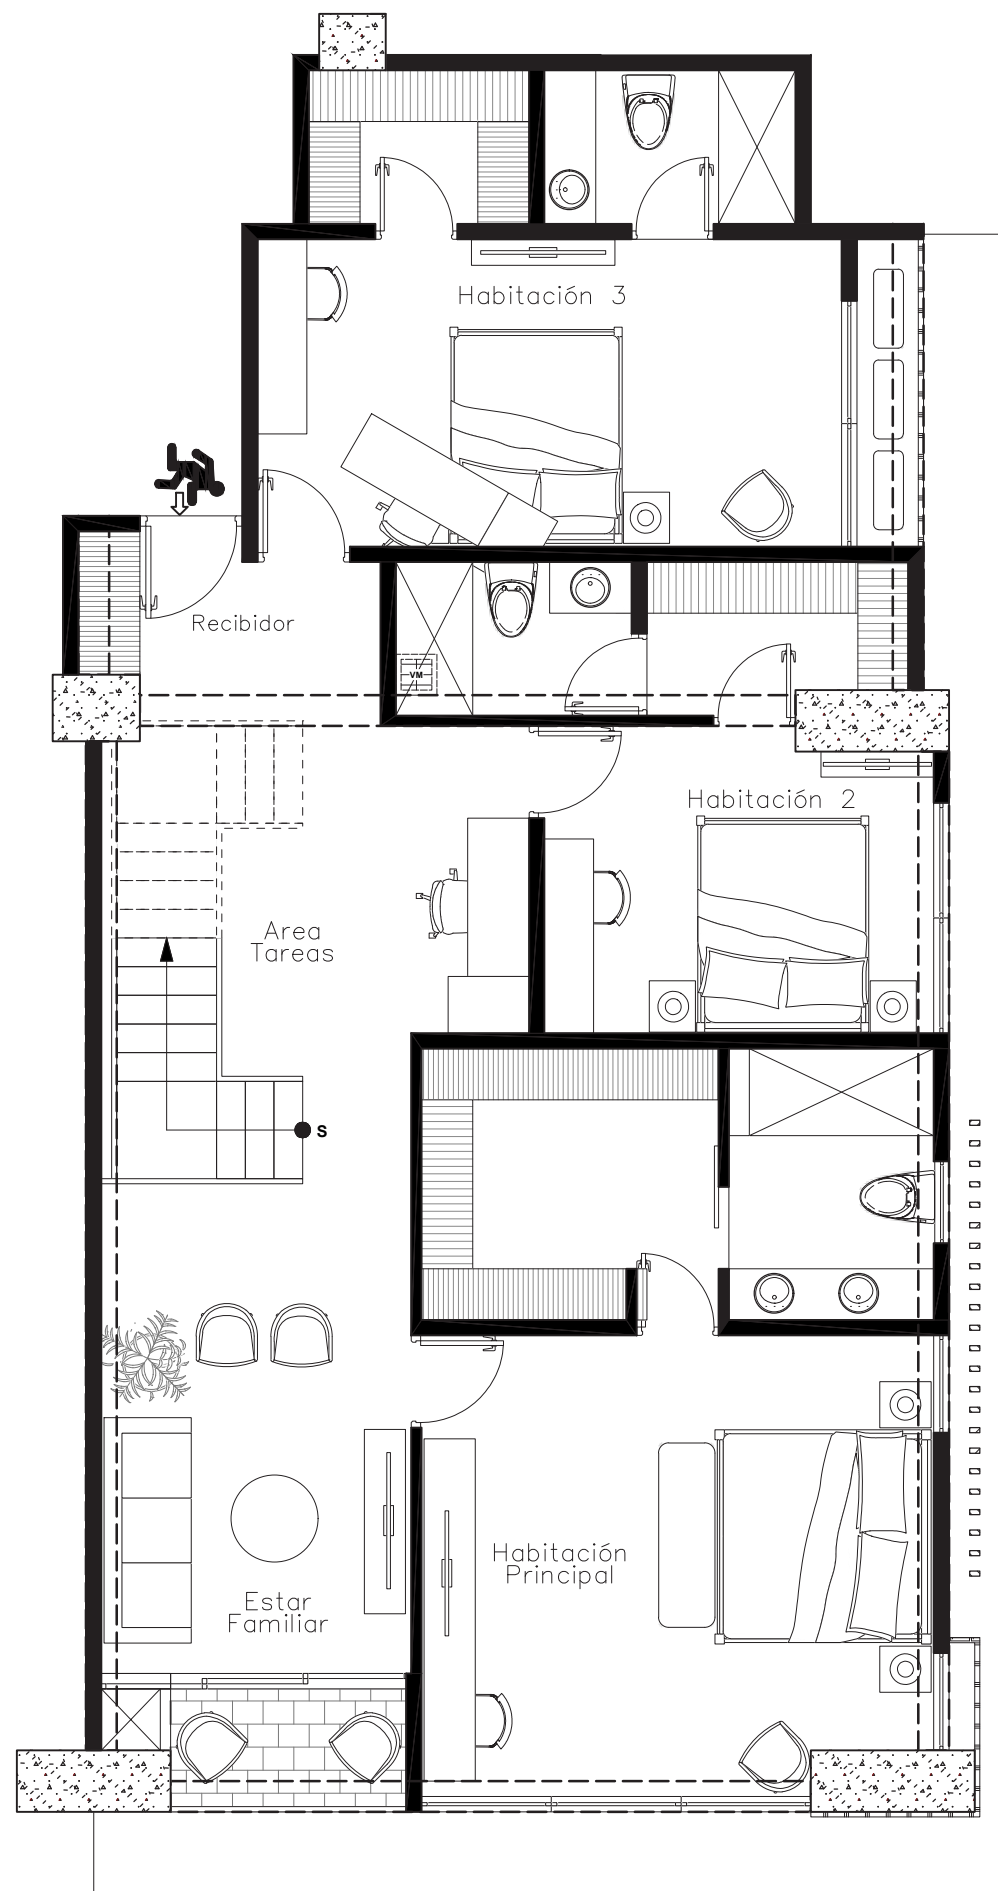 Habitación 3
Recibidor
VM
Habitación 2
Area
Tareas
S
Habitación
Principal
Estar
Familiar